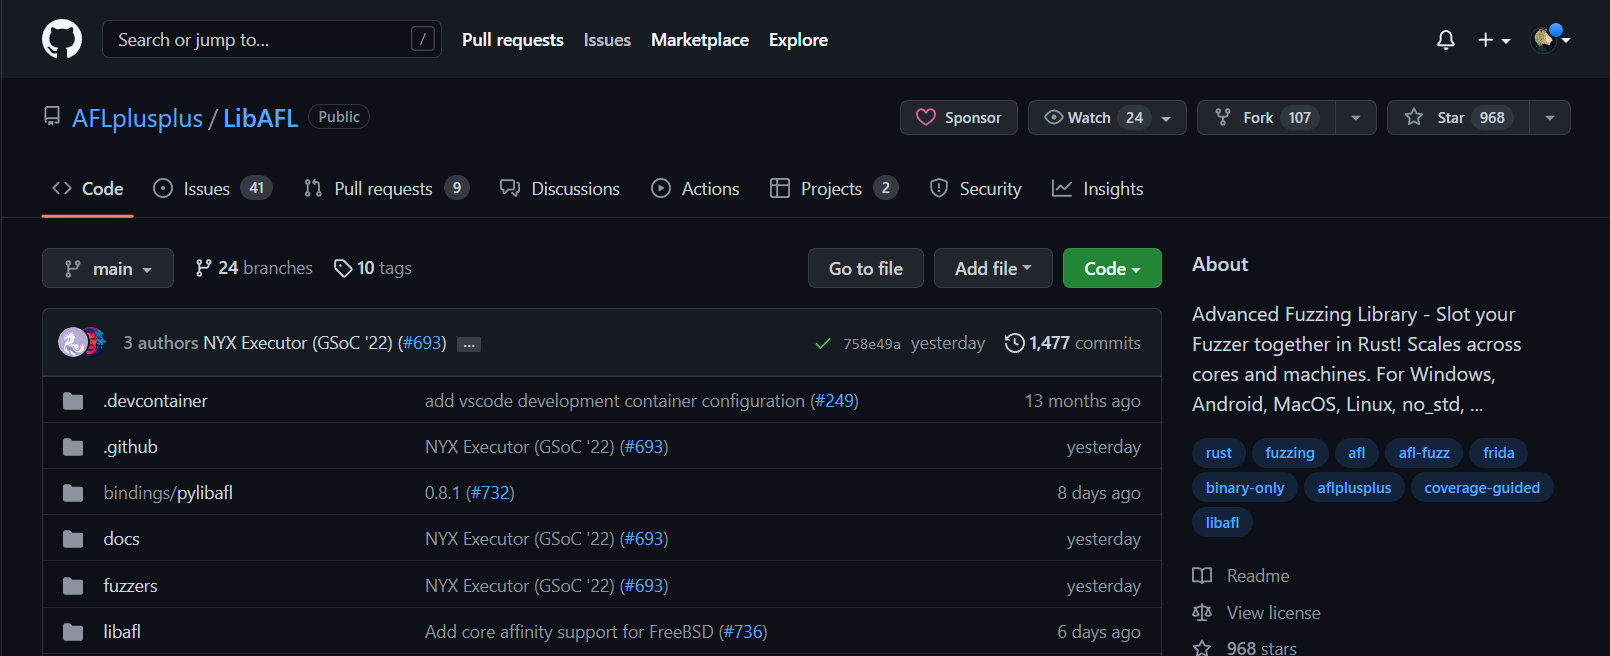 Search or jump to... / Pull requests Issues Marketplace Explore
AFLplusplus / LibAFL Public Sponsor Watch 24 Fork 107 Star 968
Code Issues 41 Pull requests 9 Discussions Actions Projects 2 Security Insights
main 24 branches 10 tags Go to file Add file Code
3 authors NYX Executor (GSoC '22) (#693) ... 758e49a yesterday 1,477 commits
.devcontainer add vscode development container configuration (#249) 13 months ago
.github NYX Executor (GSoC '22) (#693) yesterday
bindings/pylibafl 0.8.1 (#732) 8 days ago
docs NYX Executor (GSoC '22) (#693) yesterday
fuzzers NYX Executor (GSoC '22) (#693) yesterday
libafl Add core affinity support for FreeBSD (#736) 6 days ago
About
Advanced Fuzzing Library - Slot your
Fuzzer together in Rust! Scales across
cores and machines. For Windows,
Android, MacOS, Linux, no_std, ...
rust fuzzing afl afl-fuzz frida
binary-only aflplusplus coverage-guided
libafl
Readme
View license
968 stars